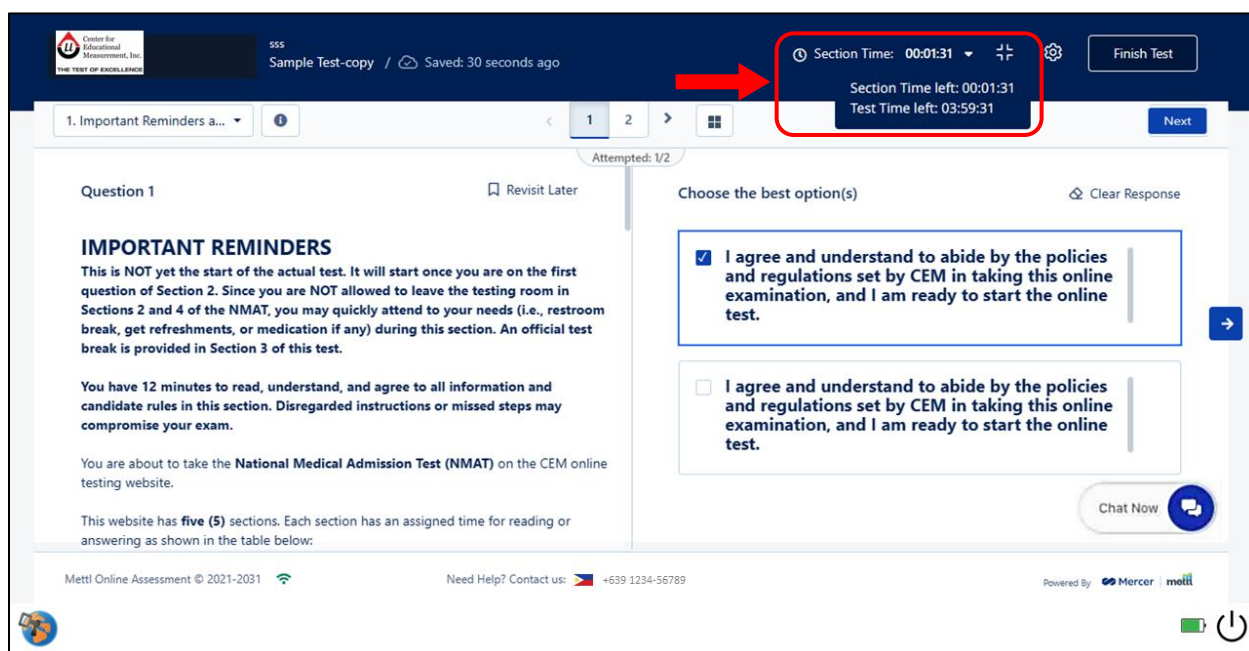 Center for
Educational
Measurement, Inc.
THE TEST OF EXCELLENCE
sss
Sample Test-copy / Saved: 30 seconds ago
Section Time: 00:01:31
Finish Test
Section Time left: 00:01:31
Test Time left: 03:59:31
1. Important Reminders a...
1 2
Next
Attempted: 1/2
Question 1
Revisit Later
IMPORTANT REMINDERS
This is NOT yet the start of the actual test. It will start once you are on the first
question of Section 2. Since you are NOT allowed to leave the testing room in
Sections 2 and 4 of the NMAT, you may quickly attend to your needs (i.e., restroom
break, get refreshments, or medication if any) during this section. An official test
break is provided in Section 3 of this test.
You have 12 minutes to read, understand, and agree to all information and
candidate rules in this section. Disregarded instructions or missed steps may
compromise your exam.
You are about to take the National Medical Admission Test (NMAT) on the CEM online
testing website.
This website has five (5) sections. Each section has an assigned time for reading or
answering as shown in the table below:
Choose the best option(s)
Clear Response
I agree and understand to abide by the policies
and regulations set by CEM in taking this online
examination, and I am ready to start the online
test.
I agree and understand to abide by the policies
and regulations set by CEM in taking this online
examination, and I am ready to start the online
test.
Chat Now
Mettl Online Assessment © 2021-2031
Need Help? Contact us: +639 1234-56789
Powered By Mercer | mettl